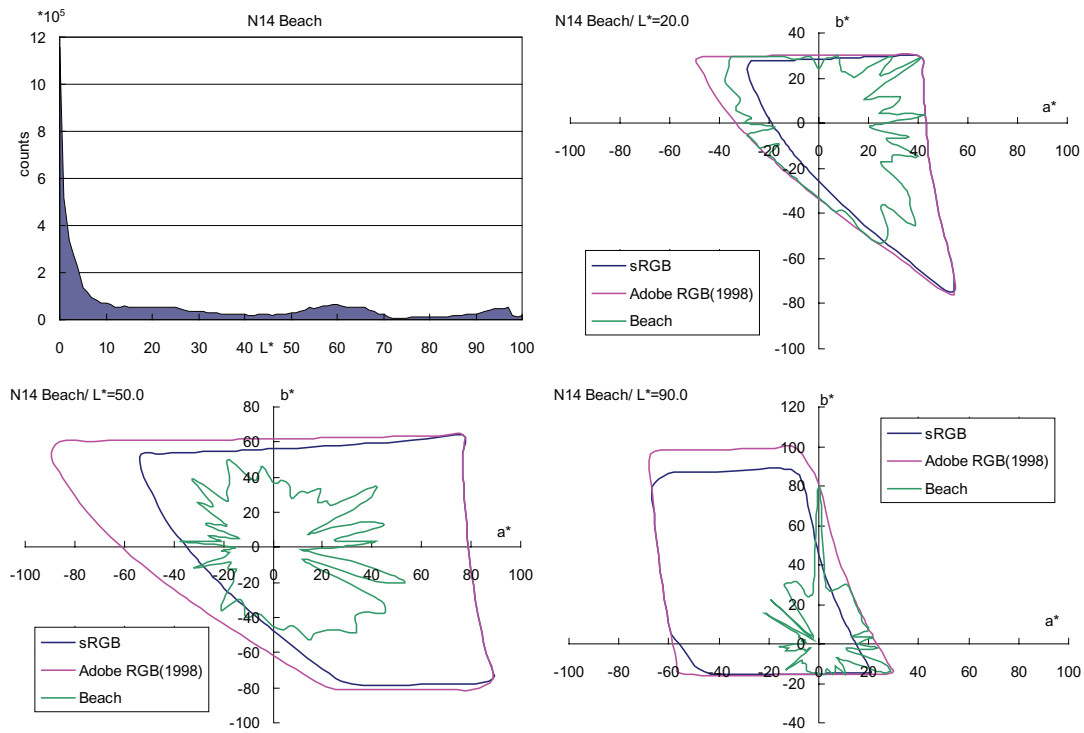 *10⁵
N14 Beach
counts
12
10
8
6
4
2
0
0 10 20 30 40 50 60 70 80 90 100
L*
N14 Beach/ L*=20.0
b*
a*
40
20
0
-20
-40
-60
-80
-100
-100 -80 -60 -40 -20 0 20 40 60 80 100
sRGB
Adobe RGB(1998)
Beach
N14 Beach/ L*=50.0
b*
a*
80
60
40
20
0
-20
-40
-60
-80
-100
-100 -80 -60 -40 -20 0 20 40 60 80 100
sRGB
Adobe RGB(1998)
Beach
N14 Beach/ L*=90.0
b*
a*
120
100
80
60
40
20
0
-20
-40
-100 -80 -60 -40 -20 0 20 40 60 80 100
sRGB
Adobe RGB(1998)
Beach